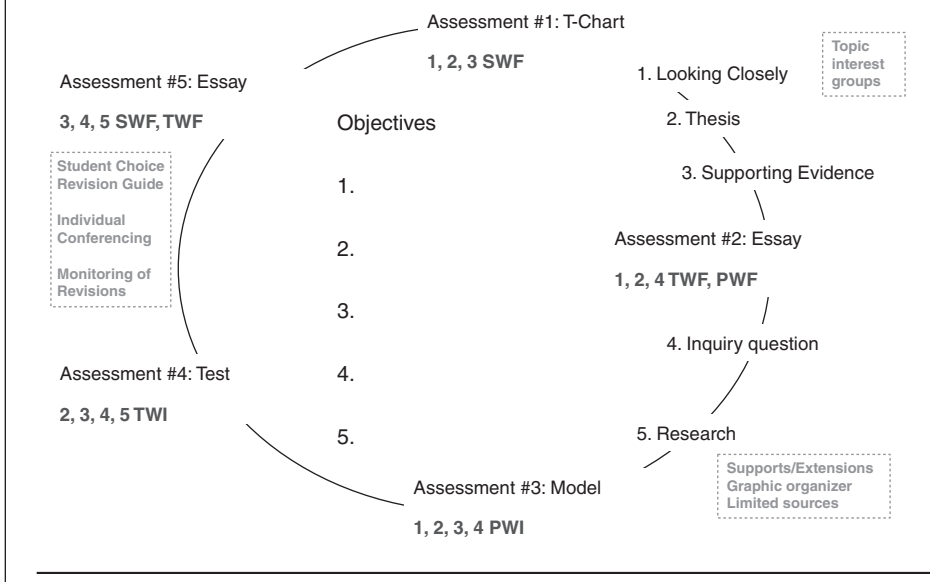 Assessment #1: T-Chart
1, 2, 3 SWF
Topic
interest
groups
1. Looking Closely
2. Thesis
3. Supporting Evidence
Assessment #2: Essay
1, 2, 4 TWF, PWF
4. Inquiry question
5. Research
Supports/Extensions
Graphic organizer
Limited sources
Assessment #3: Model
1, 2, 3, 4 PWI
Assessment #4: Test
2, 3, 4, 5 TWI
Assessment #5: Essay
3, 4, 5 SWF, TWF
Student Choice
Revision Guide
Individual
Conferencing
Monitoring of
Revisions
Objectives
1.
2.
3.
4.
5.